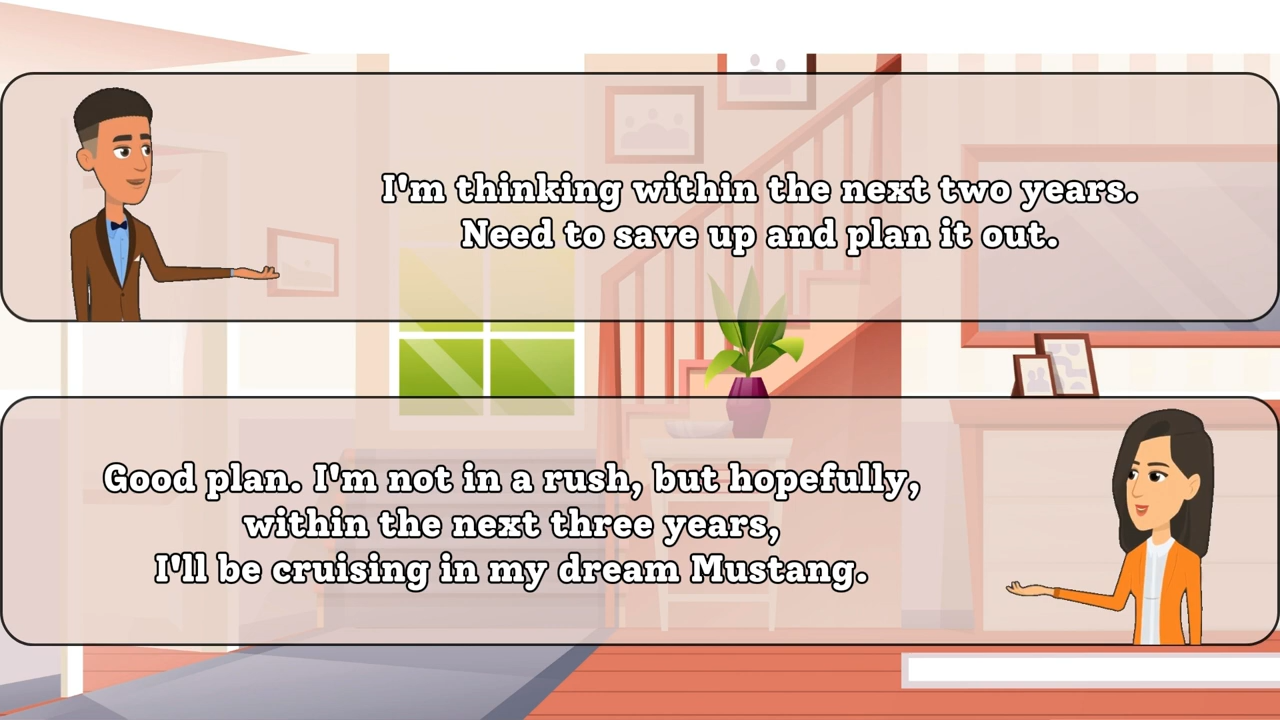 I'm thinking within the next two years.
Need to save up and plan it out.
Good plan. I'm not in a rush, but hopefully,
within the next three years,
I'll be cruising in my dream Mustang.